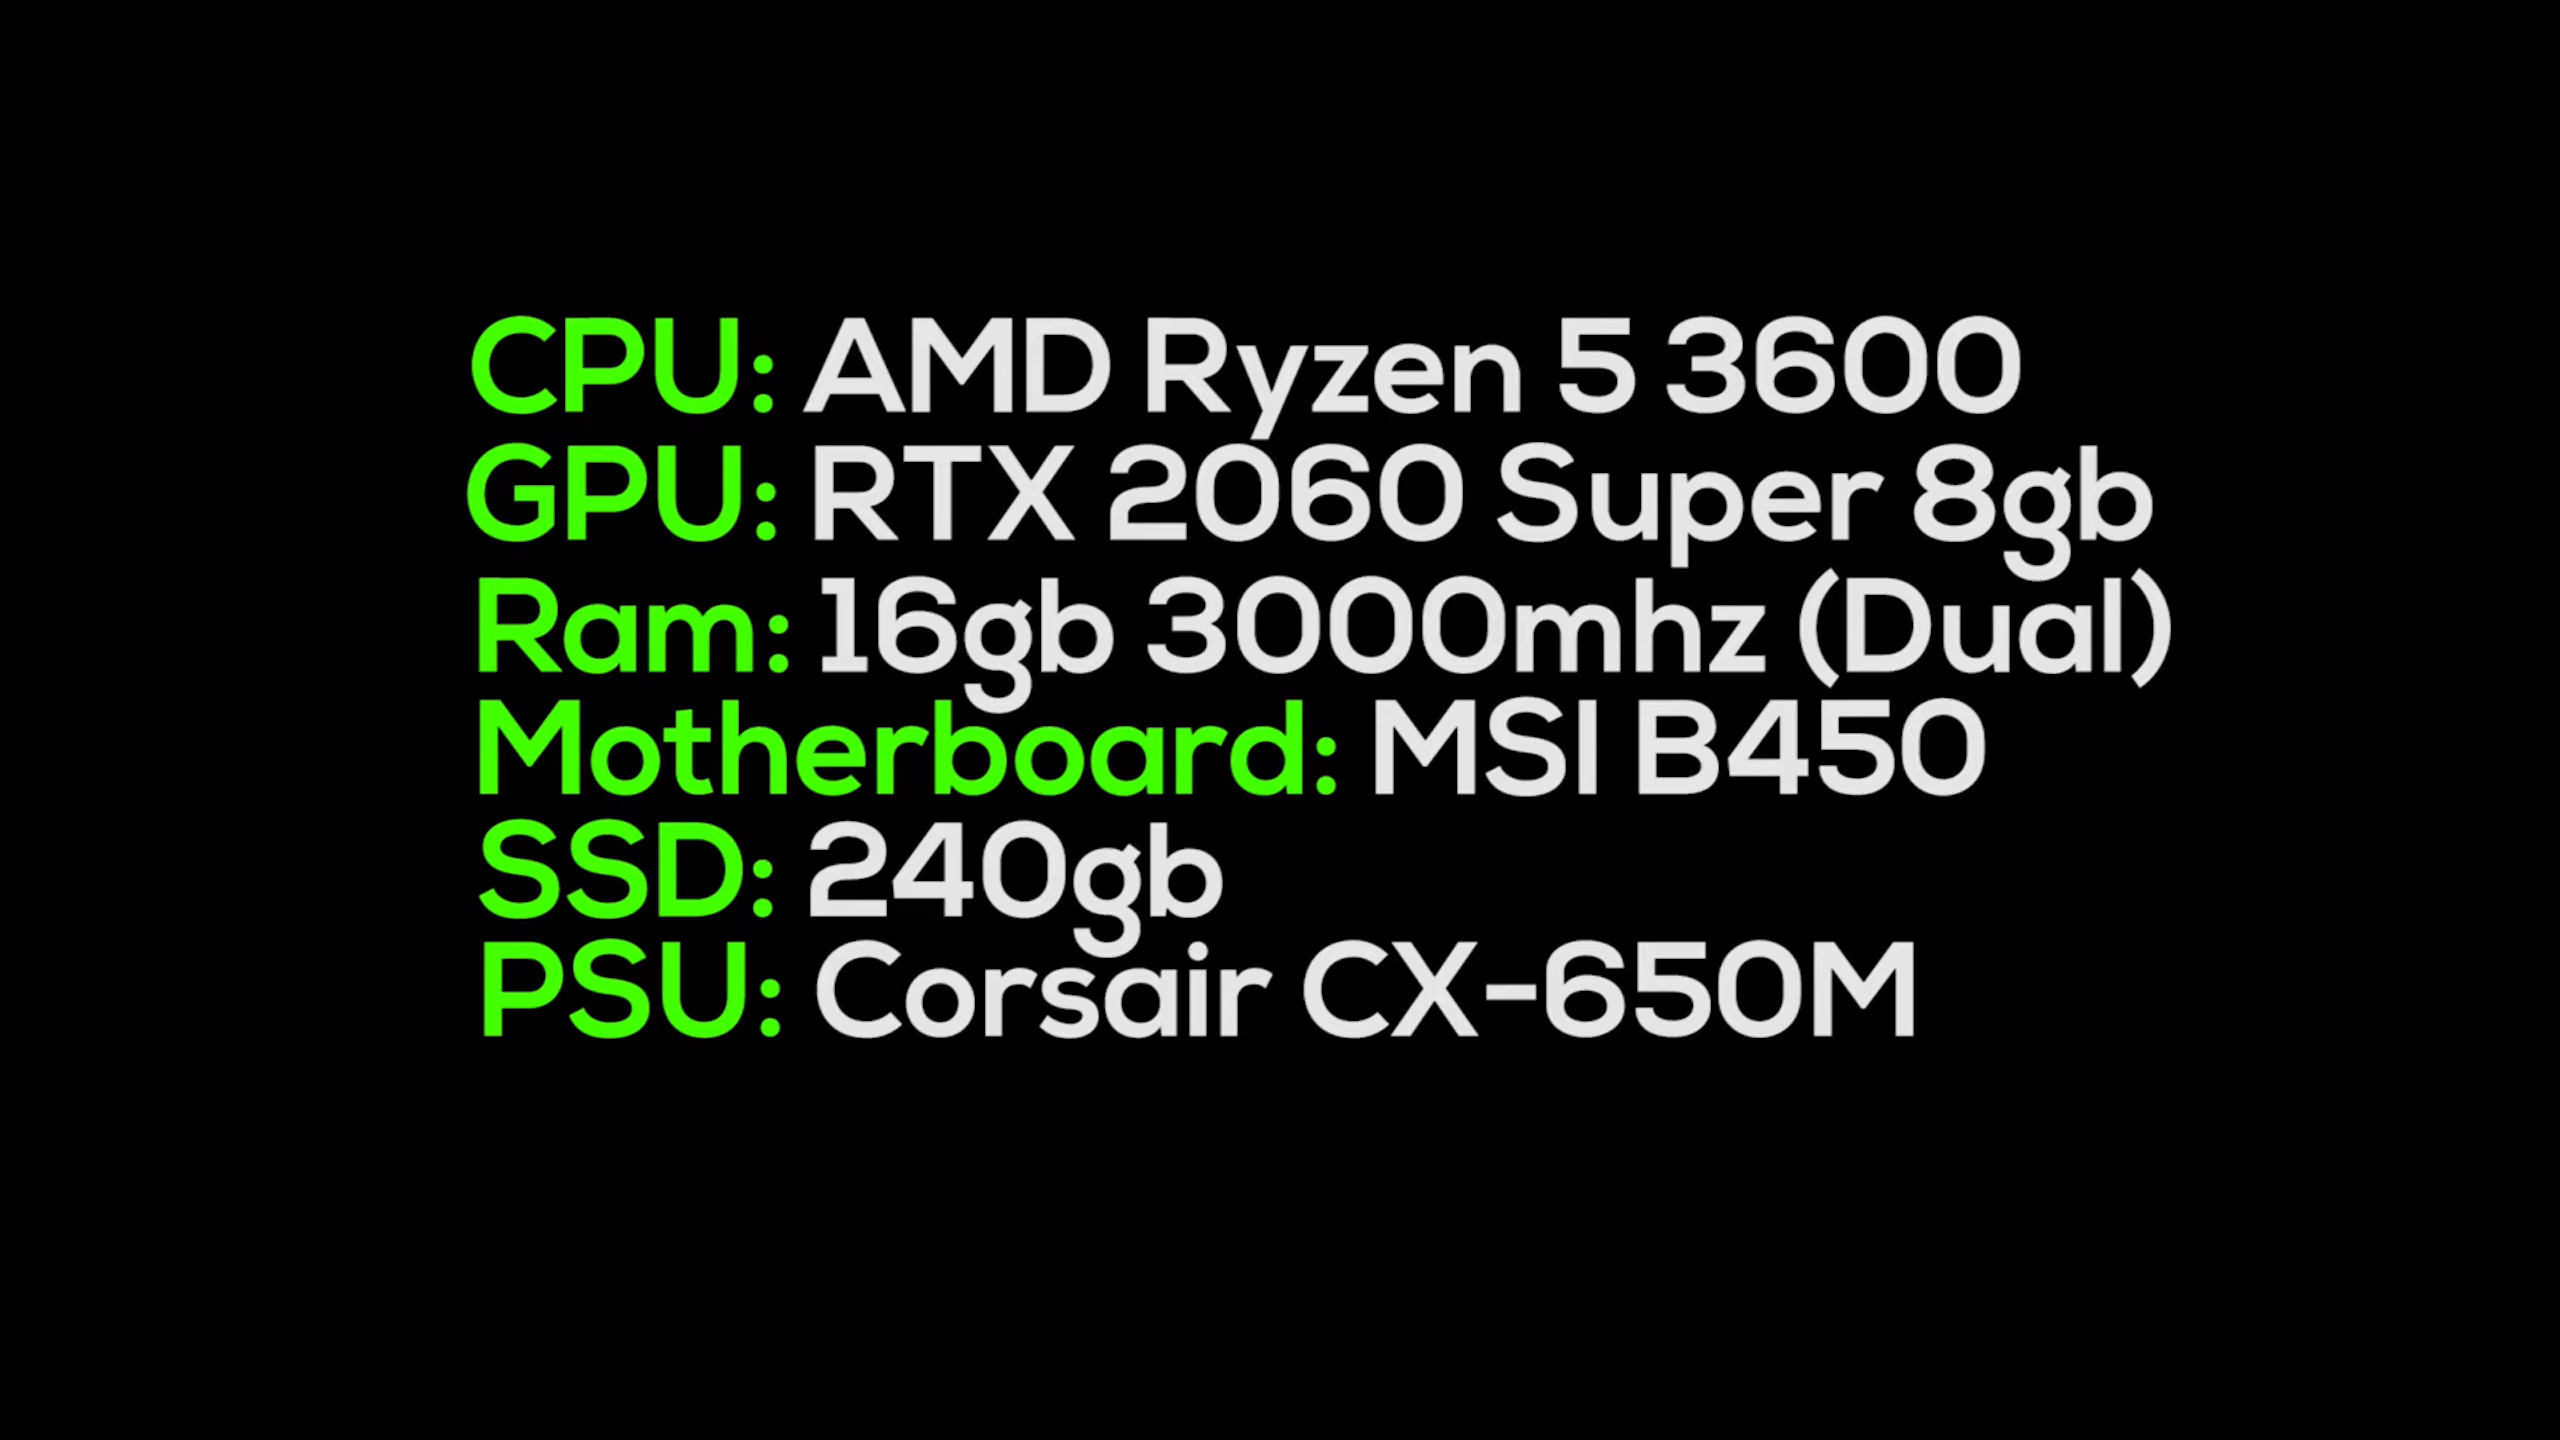 CPU: AMD Ryzen 5 3600
GPU: RTX 2060 Super 8gb
Ram: 16gb 3000mhz (Dual)
Motherboard: MSI B450
SSD: 240gb
PSU: Corsair CX-650M